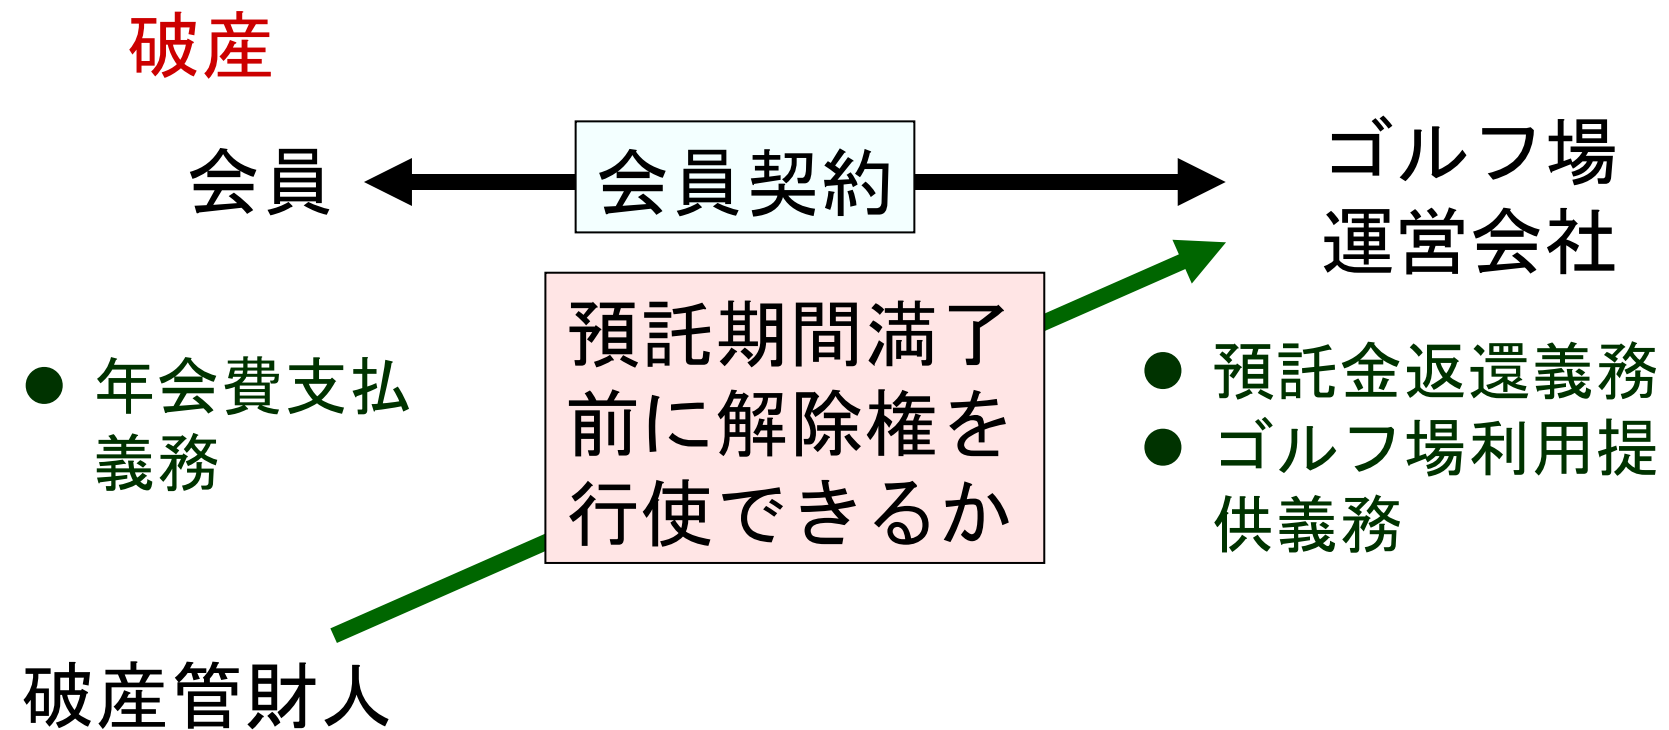 破産
会員
会員契約
ゴルフ場
運営会社
預託期間満了
前に解除権を
行使できるか
● 年会費支払
義務
● 預託金返還義務
● ゴルフ場利用提
供義務
破産管財人